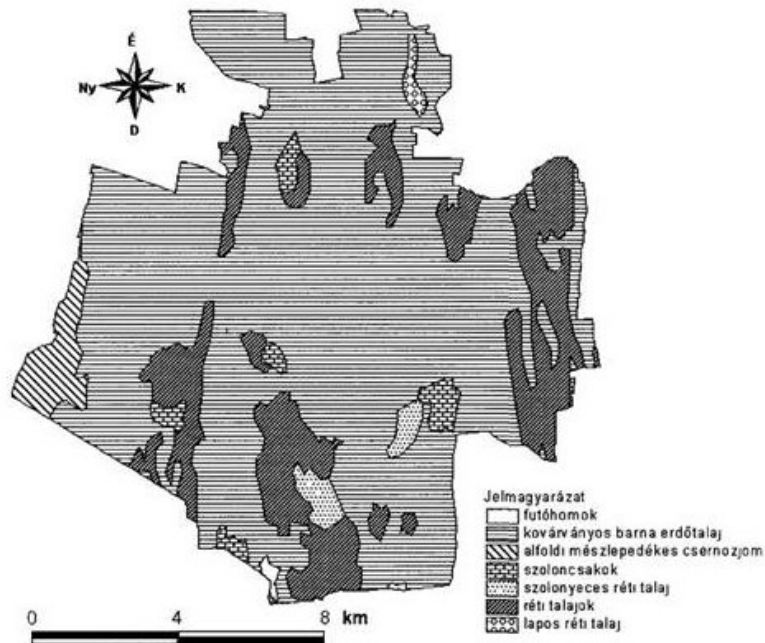 É
Ny K
D
Jelmagyarázat
futóhomok
kovárványos barna erdőtalaj
alfoldi mészlepedékes csernozjom
szoloncsakok
szolonyeces réti talaj
réti talajok
lapos réti talaj
0 4 8 km